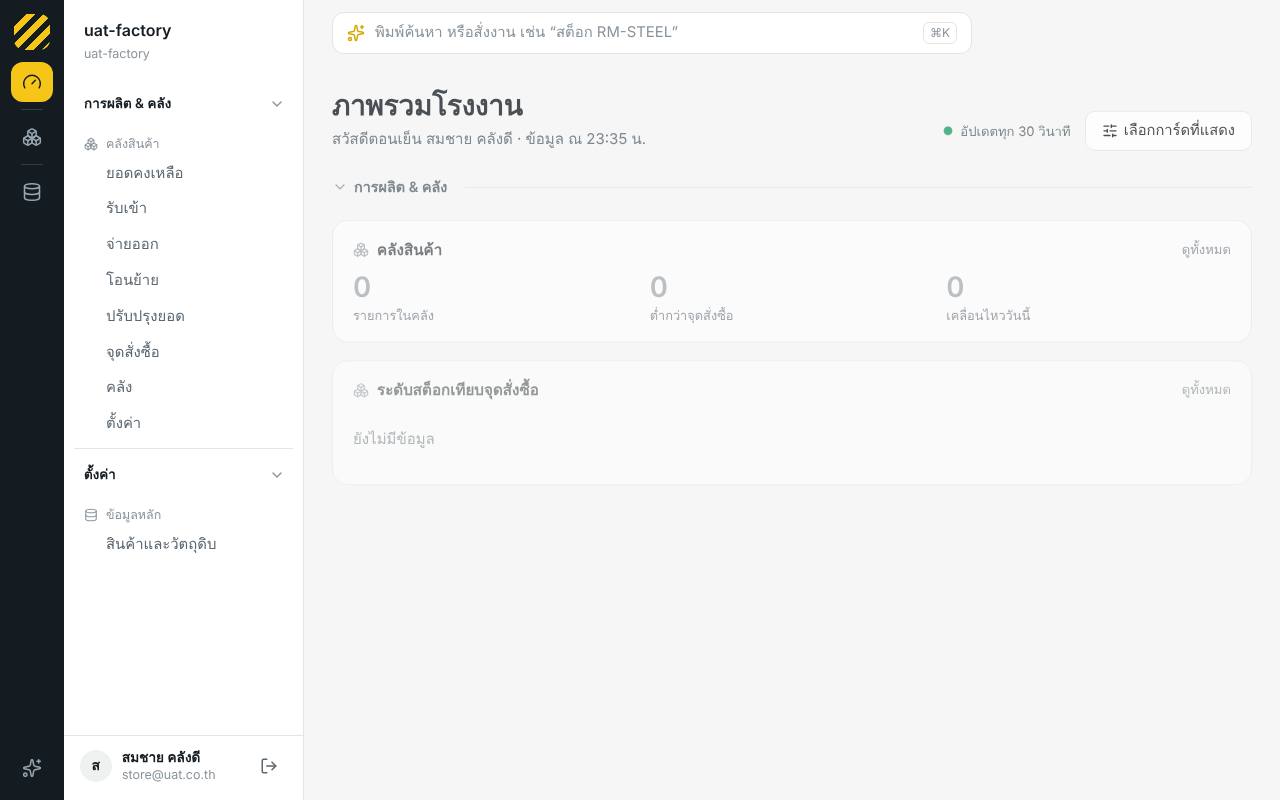 uat-factory
uat-factory
การผลิต & คลัง
คลังสินค้า
ยอดคงเหลือ
รับเข้า
จ่ายออก
โอนย้าย
ปรับปรุงยอด
จุดสั่งซื้อ
คลัง
ตั้งค่า
ตั้งค่า
ข้อมูลหลัก
สินค้าและวัตถุดิบ
ส
สมชาย คลังดี
store@uat.co.th
พิมพ์ค้นหา หรือสั่งงาน เช่น “สต็อก RM-STEEL”
⌘K
ภาพรวมโรงงาน
สวัสดีตอนเย็น สมชาย คลังดี · ข้อมูล ณ 23:35 น.
อัปเดตทุก 30 วินาที
เลือกการ์ดที่แสดง
การผลิต & คลัง
คลังสินค้า
ดูทั้งหมด
0 0 0
รายการในคลัง ต่ำกว่าจุดสั่งซื้อ เคลื่อนไหววันนี้
ระดับสต็อกเทียบจุดสั่งซื้อ
ดูทั้งหมด
ยังไม่มีข้อมูล